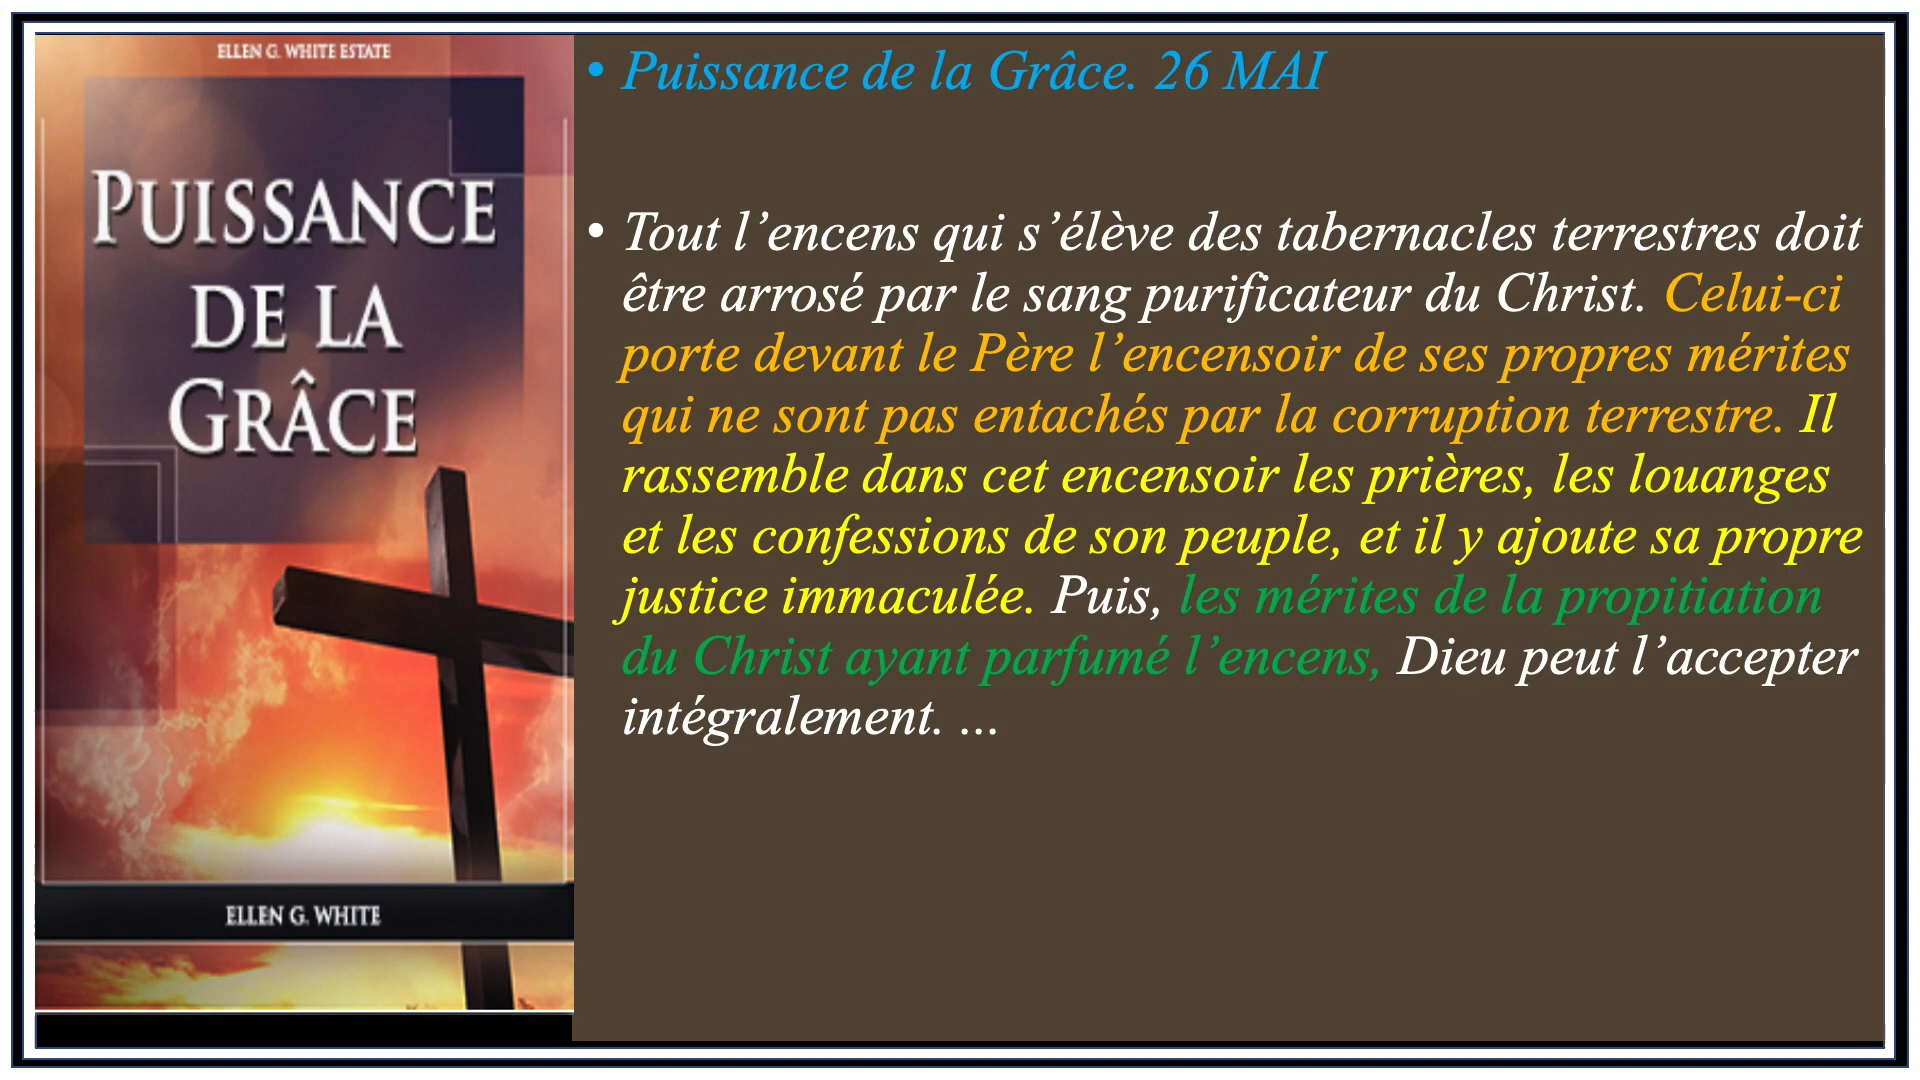 ELLEN G. WHITE ESTATE
PUISSANCE
DE LA
GRÂCE
ELLEN G. WHITE
• Puissance de la Grâce. 26 MAI
• Tout l’encens qui s’élève des tabernacles terrestres doit
être arrosé par le sang purificateur du Christ. Celui-ci
porte devant le Père l’encensoir de ses propres mérites
qui ne sont pas entachés par la corruption terrestre. Il
rassemble dans cet encensoir les prières, les louanges
et les confessions de son peuple, et il y ajoute sa propre
justice immaculée. Puis, les mérites de la propitiation
du Christ ayant parfumé l’encens, Dieu peut l’accepter
intégralement. ...